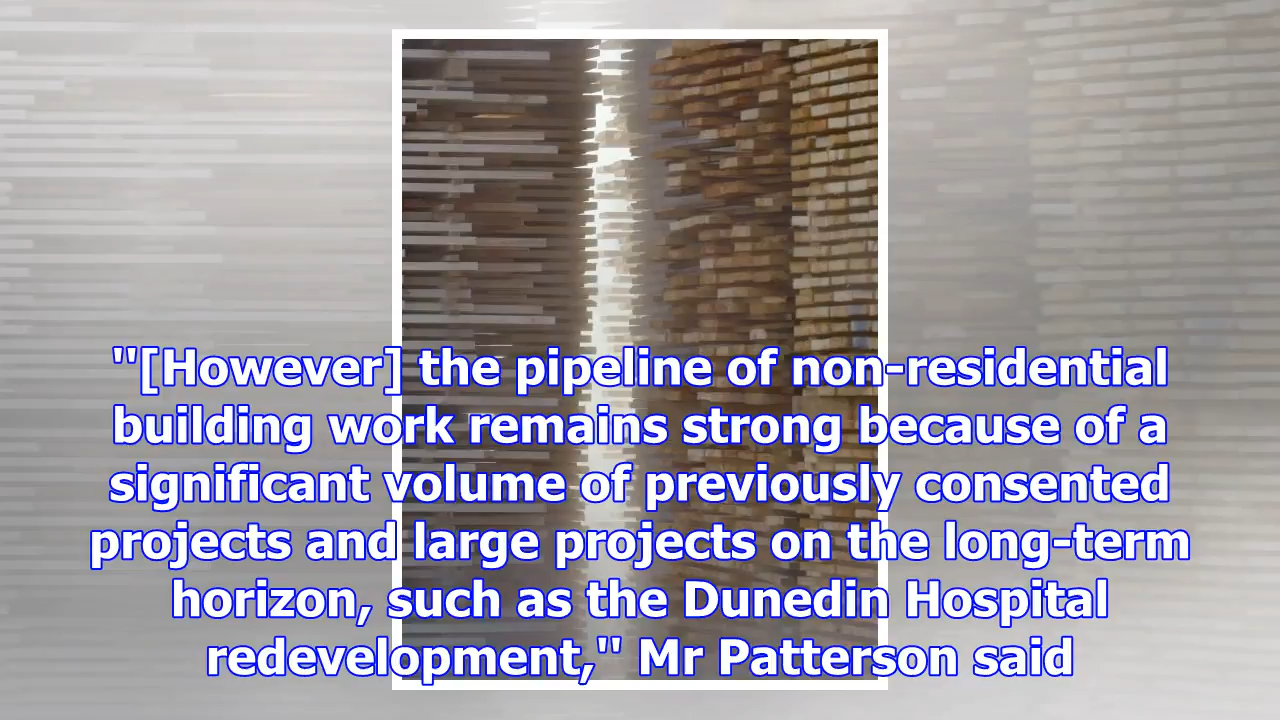 "[However] the pipeline of non-residential
building work remains strong because of a
significant volume of previously consented
projects and large projects on the long-term
horizon, such as the Dunedin Hospital
redevelopment," Mr Patterson said